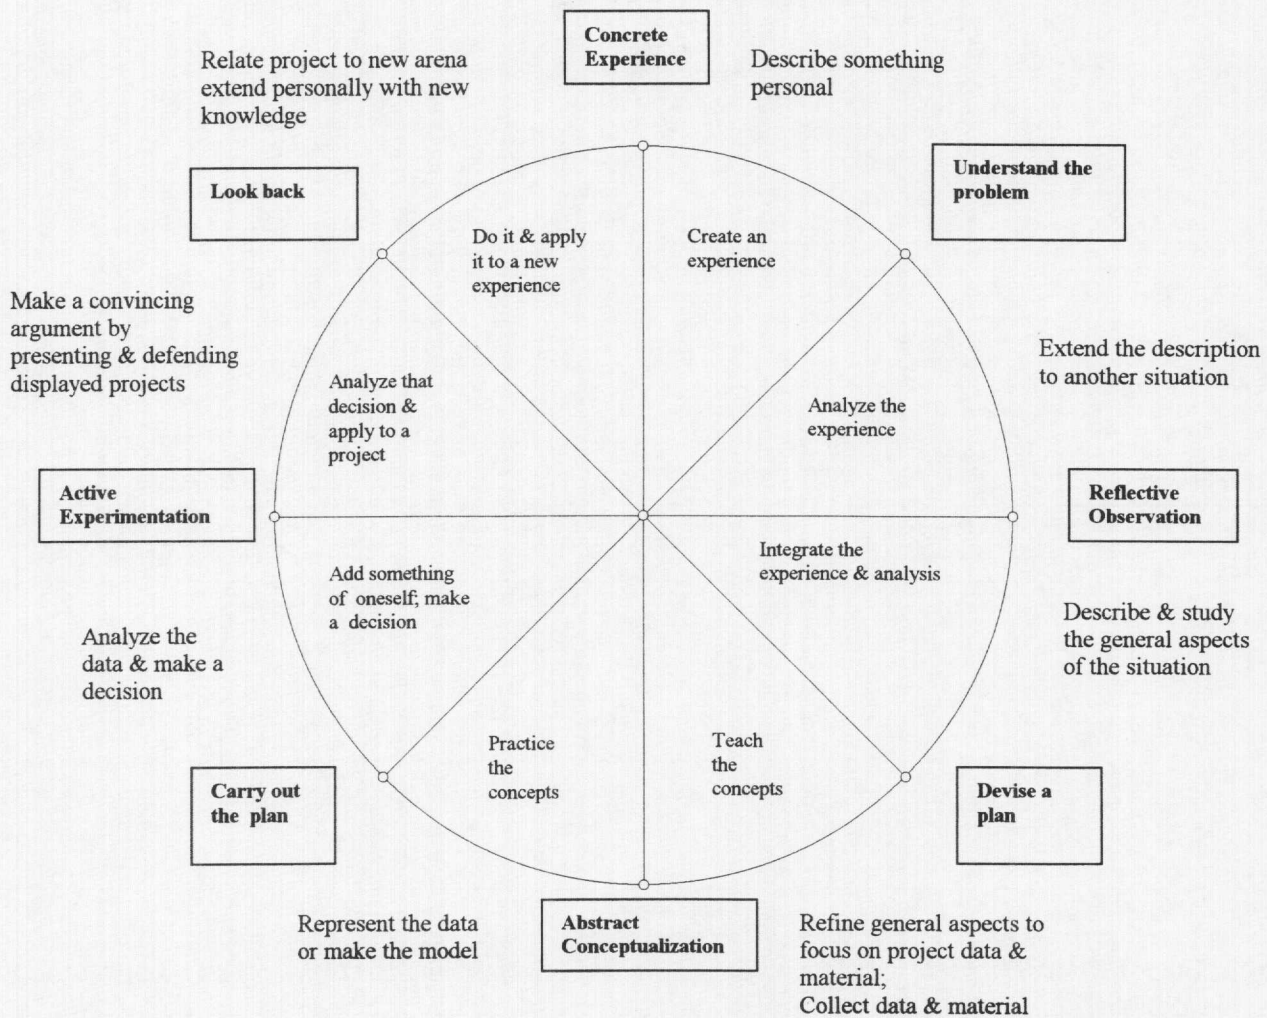 Concrete
Experience
Relate project to new arena
extend personally with new
knowledge
Describe something
personal
Look back
Understand the
problem
Do it & apply
it to a new
experience
Create an
experience
Make a convincing
argument by
presenting & defending
displayed projects
Extend the description
to another situation
Analyze that
decision &
apply to a
project
Analyze the
experience
Active
Experimentation
Reflective
Observation
Add something
of oneself; make
a decision
Integrate the
experience & analysis
Analyze the
data & make a
decision
Describe & study
the general aspects
of the situation
Practice
the
concepts
Teach
the
concepts
Carry out
the plan
Devise a
plan
Represent the data
or make the model
Abstract
Conceptualization
Refine general aspects to
focus on project data &
material;
Collect data & material